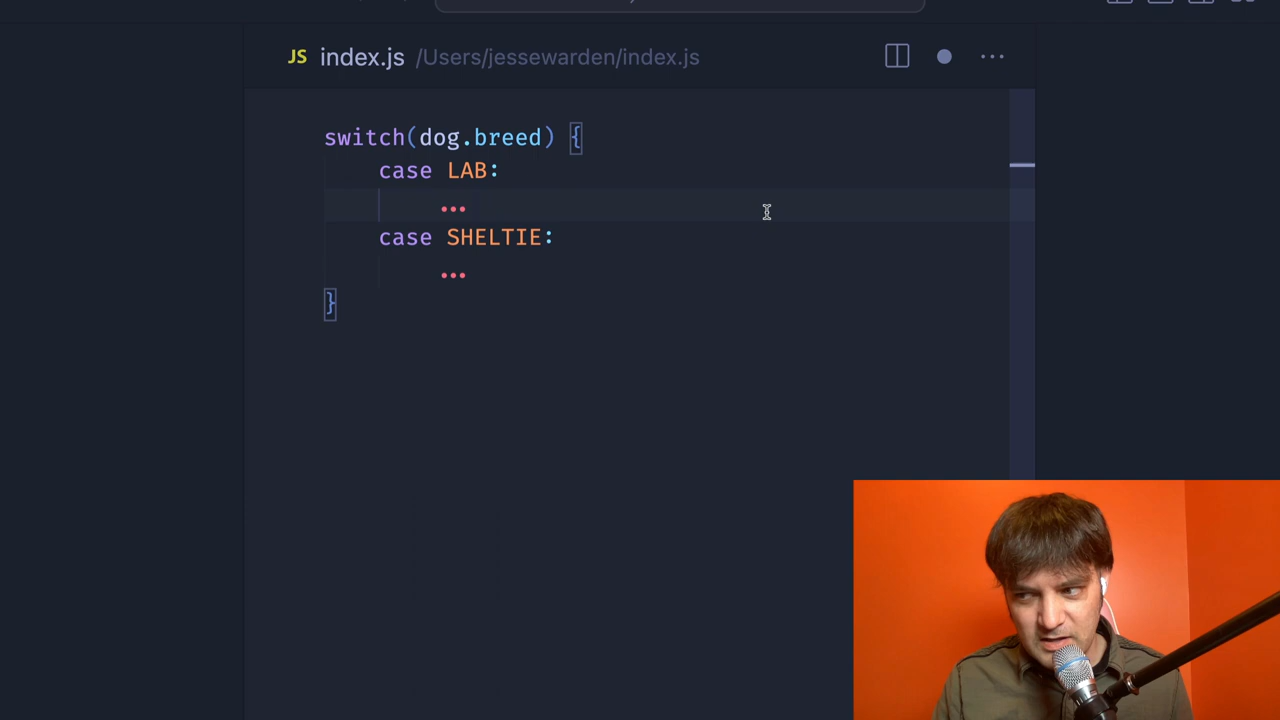 JS index.js /Users/jessewarden/index.js ...
switch(dog.breed) {
case LAB:
...
case SHELTIE:
...
}